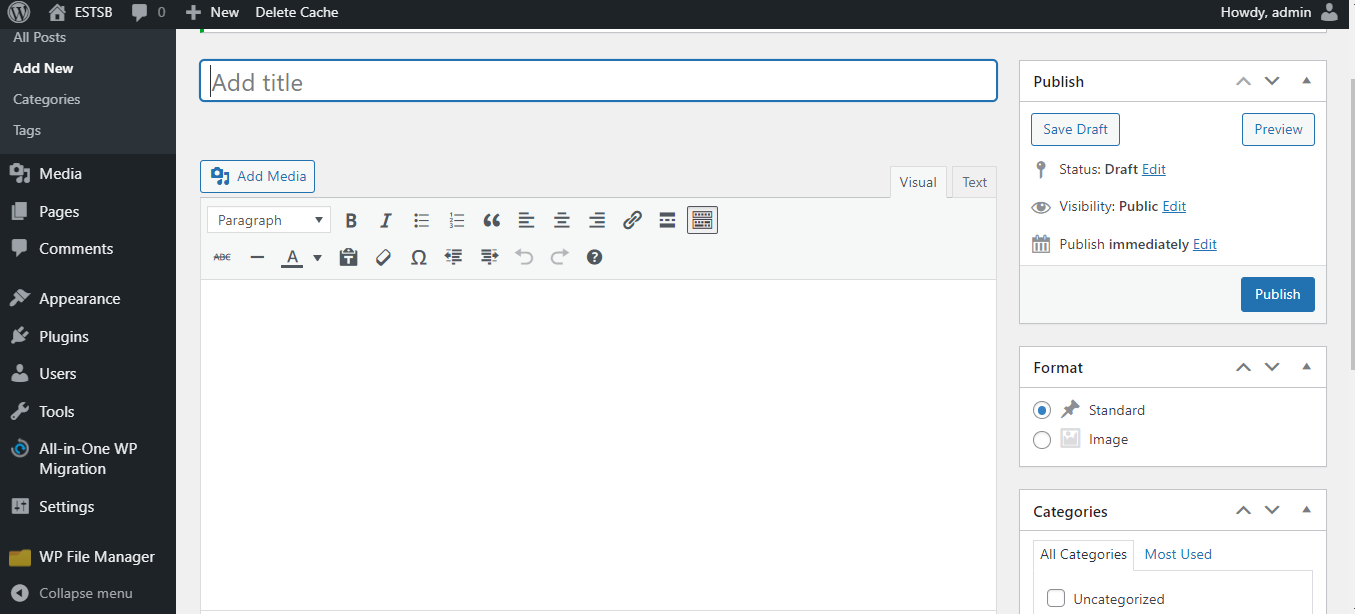 ESTSB 0 New Delete Cache Howdy, admin
All Posts
Add New
Categories
Tags
Media
Pages
Comments
Appearance
Plugins
Users
Tools
All-in-One WP
Migration
Settings
WP File Manager
Collapse menu
Add title
Add Media
Visual Text
Paragraph B I
ABC A Ω
Publish
Save Draft Preview
Status: Draft Edit
Visibility: Public Edit
Publish immediately Edit
Publish
Format
Standard
Image
Categories
All Categories Most Used
Uncategorized